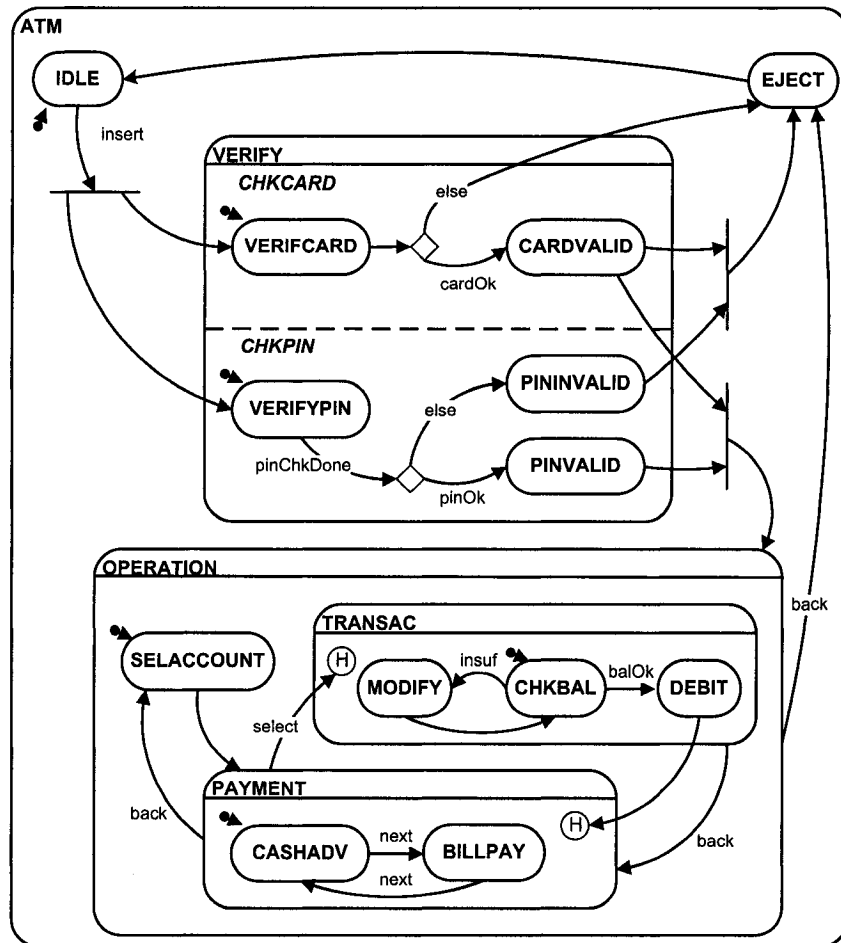 ATM
IDLE
EJECT
insert
VERIFY
CHKCARD
else
VERIFCARD
CARDVALID
cardOk
CHKPIN
PININVALID
VERIFYPIN
else
pinChkDone
PINVALID
pinOk
OPERATION
back
TRANSAC
SELACCOUNT
H
insuf
MODIFY
CHKBAL
balOk
DEBIT
select
PAYMENT
back
H
back
CASHADV
next
BILLPAY
next